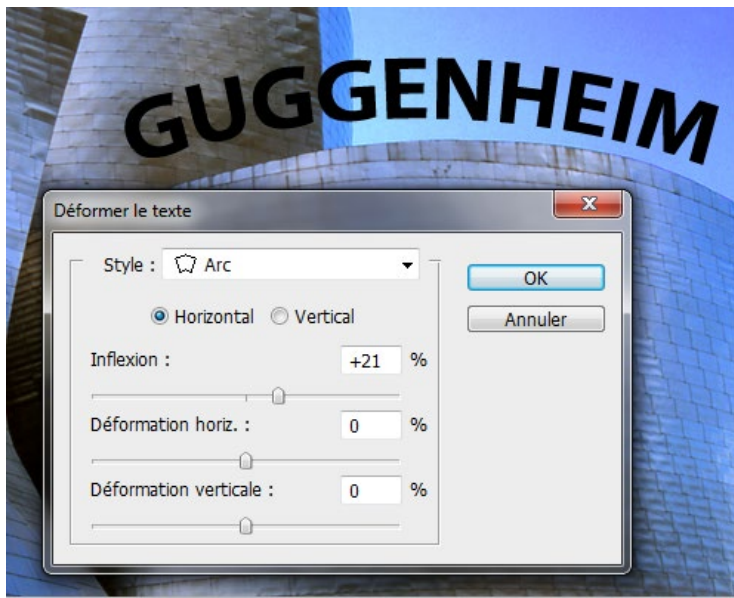 GUGGENHEIM
Déformer le texte
Style : Arc
Horizontal Vertical
Inflexion : +21 %
Déformation horiz. : 0 %
Déformation verticale : 0 %
OK
Annuler